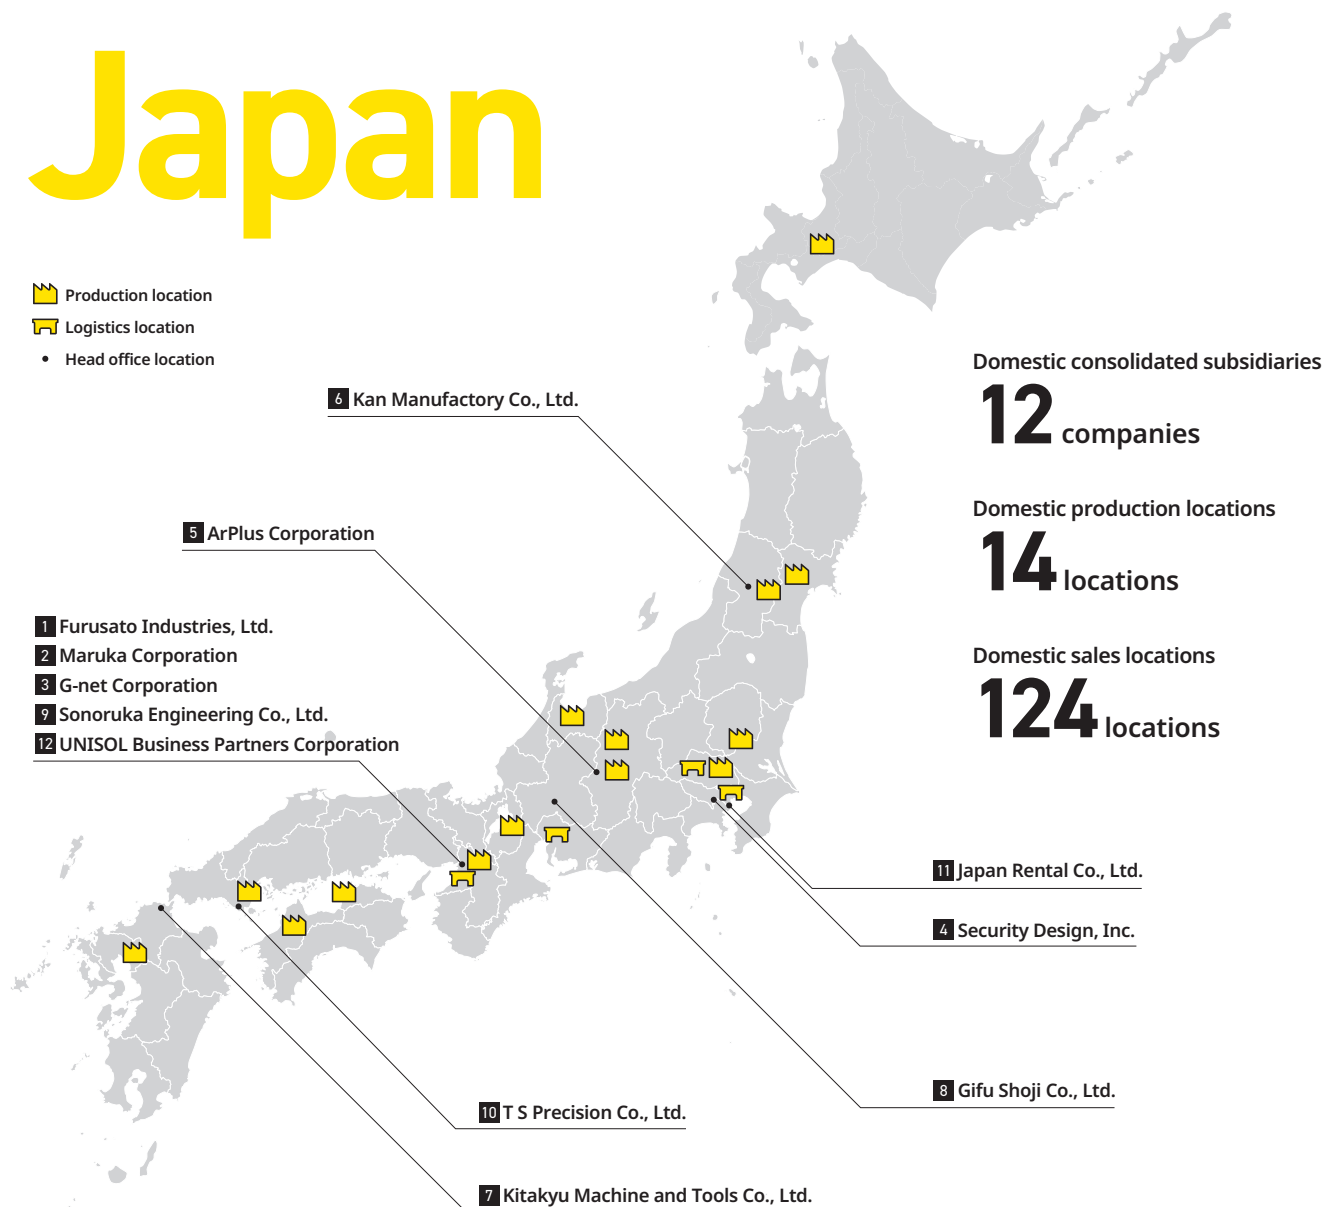 Japan
Production location
Logistics location
Head office location
6 Kan Manufactory Co., Ltd.
5 ArPlus Corporation
1 Furusato Industries, Ltd.
2 Maruka Corporation
3 G-net Corporation
9 Sonoruka Engineering Co., Ltd.
12 UNISOL Business Partners Corporation
Domestic consolidated subsidiaries
12 companies
Domestic production locations
14 locations
Domestic sales locations
124 locations
11 Japan Rental Co., Ltd.
4 Security Design, Inc.
8 Gifu Shoji Co., Ltd.
10 T S Precision Co., Ltd.
7 Kitakyu Machine and Tools Co., Ltd.